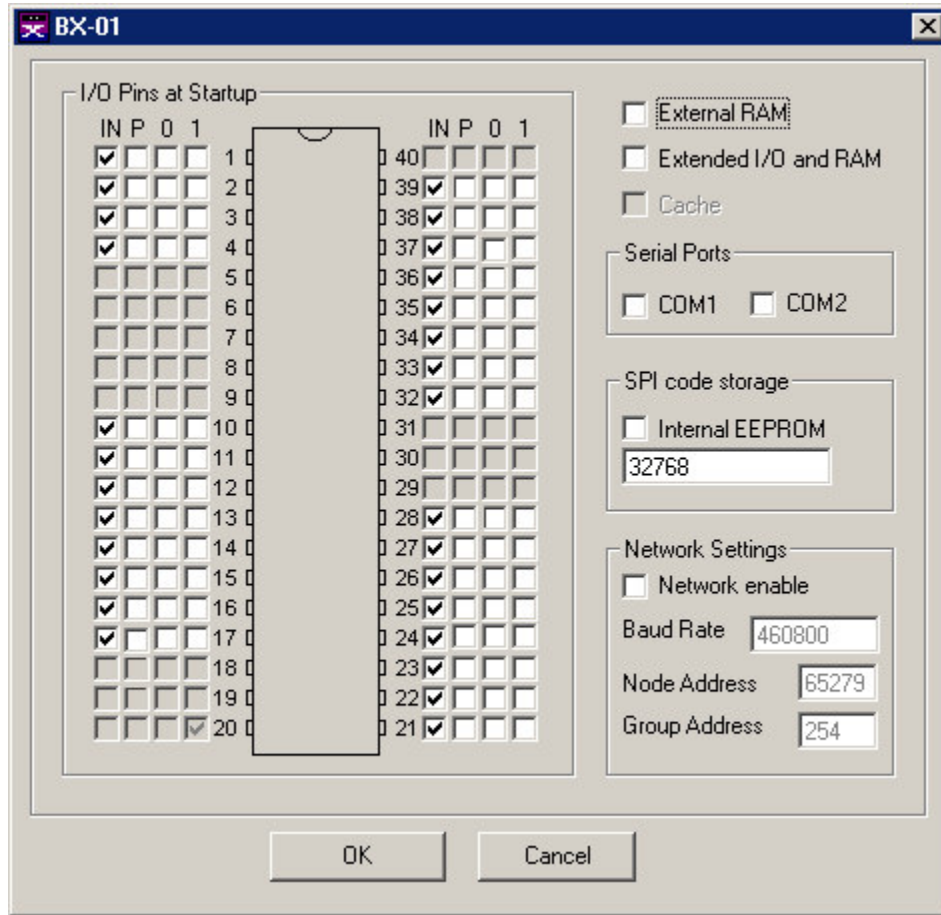 BX-01
I/O Pins at Startup
IN P 0 1
IN P 0 1
1 40
2 39
3 38
4 37
5 36
6 35
7 34
8 33
9 32
10 31
11 30
12 29
13 28
14 27
15 26
16 25
17 24
18 23
19 22
20 21
External RAM
Extended I/O and RAM
Cache
Serial Ports
COM1 COM2
SPI code storage
Internal EEPROM
32768
Network Settings
Network enable
Baud Rate 460800
Node Address 65279
Group Address 254
OK Cancel